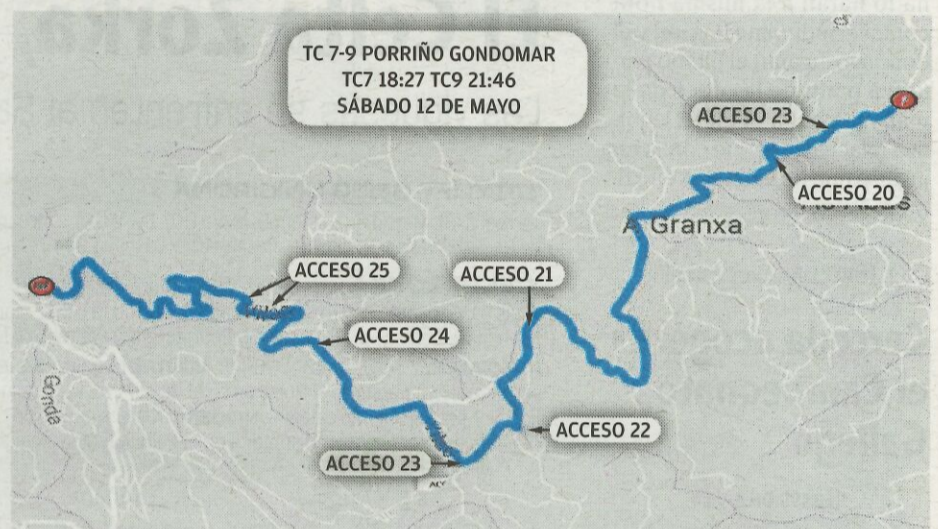 TC 7-9 PORRIÑO GONDOMAR
TC7 18:27 TC9 21:46
SÁBADO 12 DE MAYO
ACCESO 23
ACCESO 20
A Granxa
ACCESO 25
ACCESO 21
ACCESO 24
Gonda
ACCESO 22
ACCESO 23